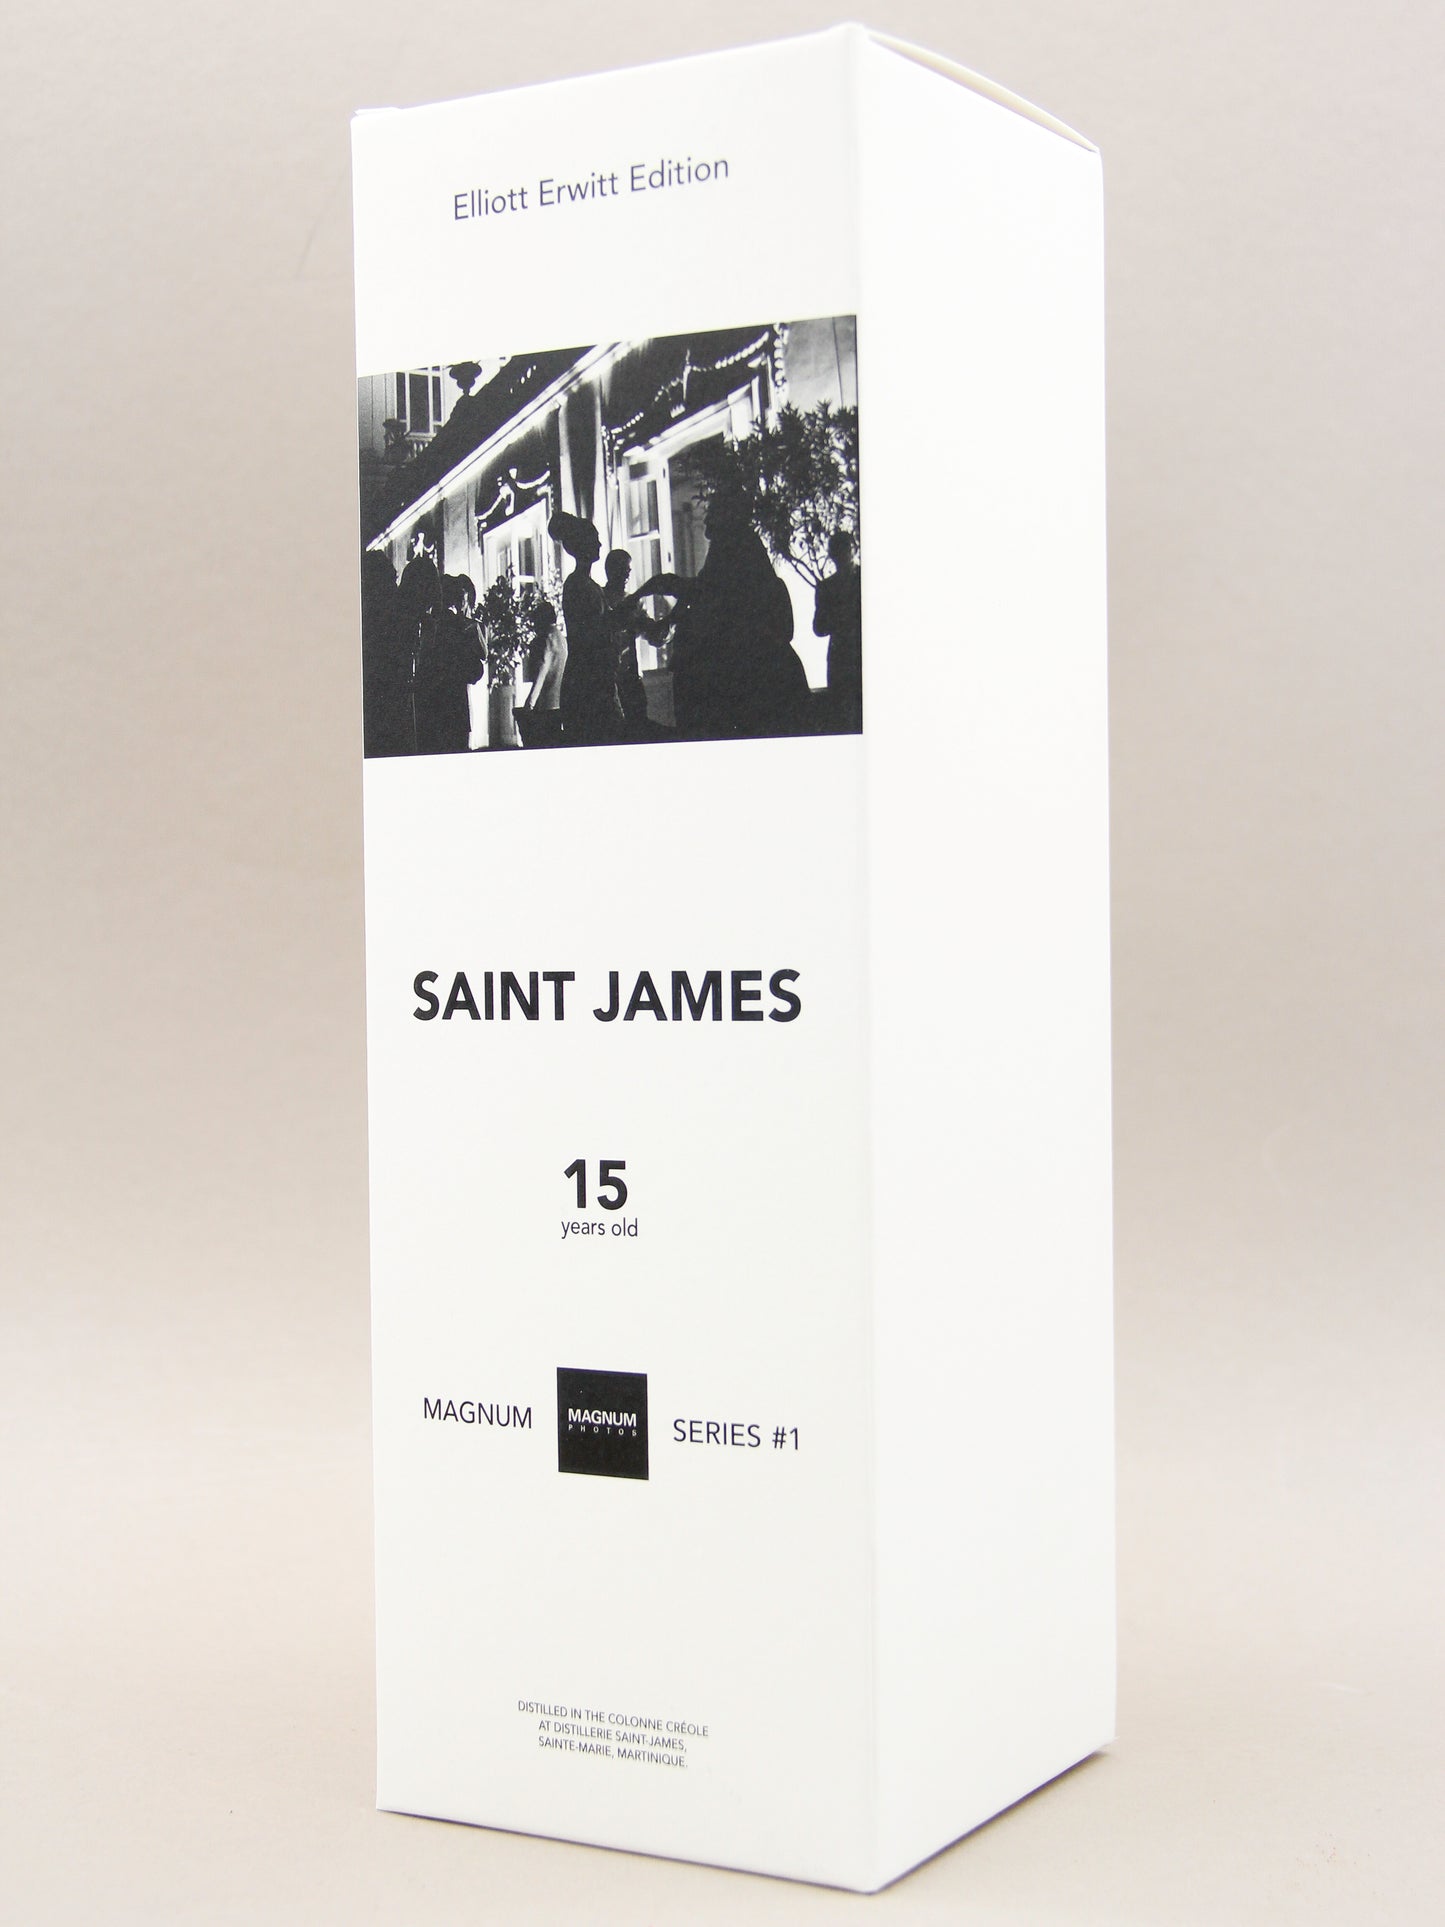 Elliott Erwitt Edition
SAINT JAMES
15
years old
MAGNUM
MAGNUM
PHOTOS
SERIES #1
DISTILLED IN THE COLONNE CRÉOLE
AT DISTILLERIE SAINT-JAMES,
SAINTE-MARIE, MARTINIQUE.